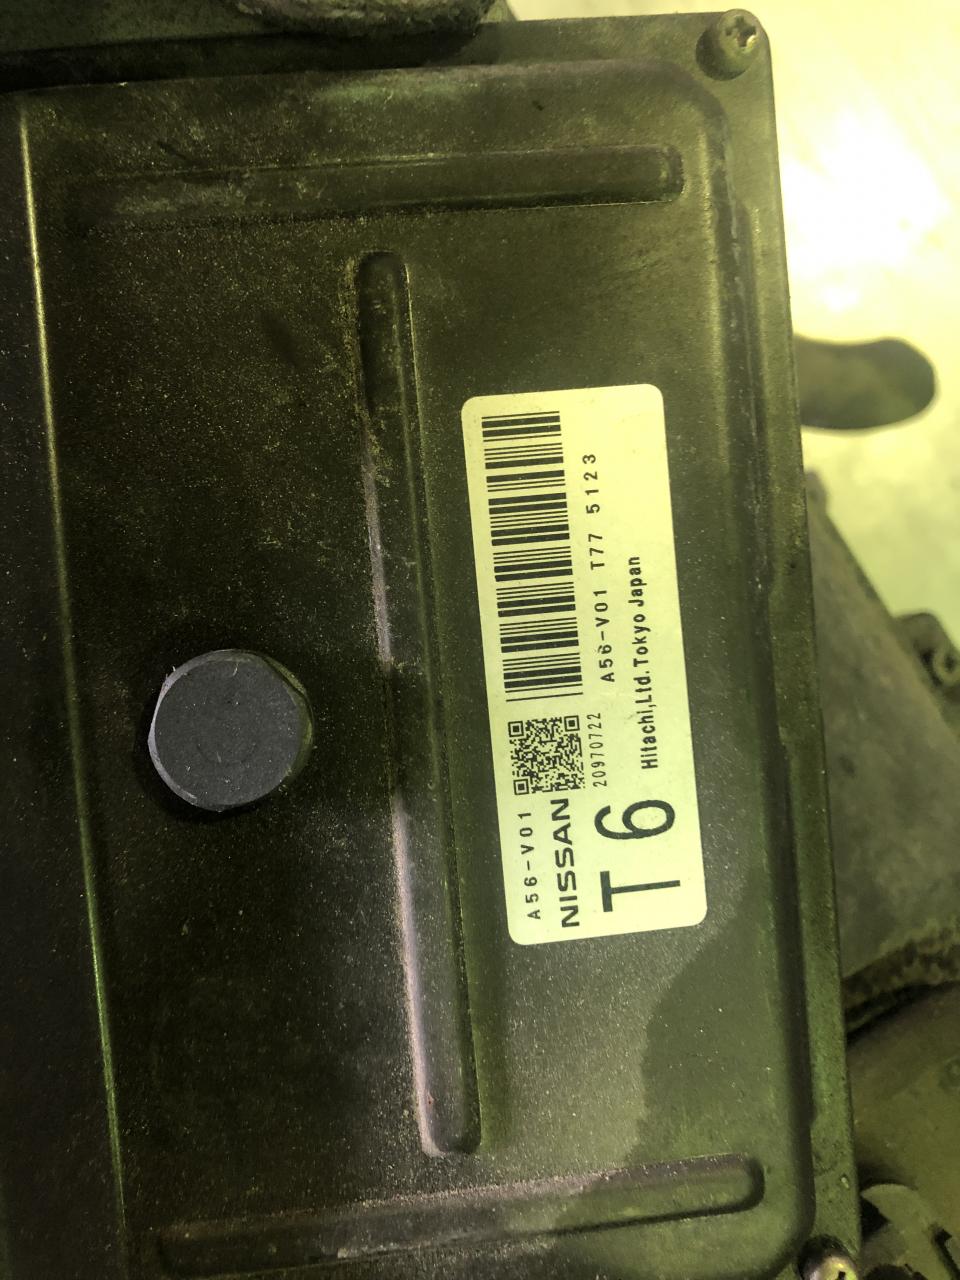 A56-V01
NISSAN
20970722
A56-V01 T77 5123
T6
Hitachi,Ltd.Tokyo Japan